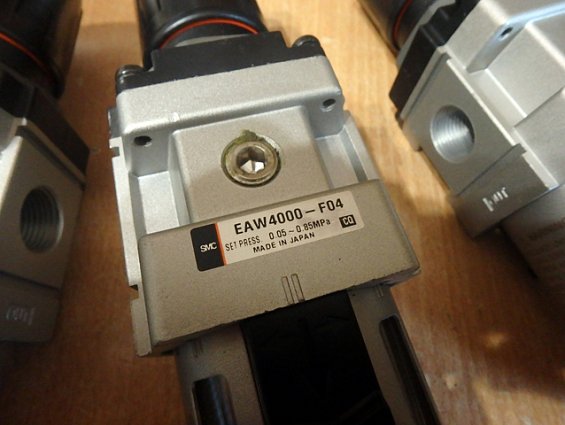 EAW4000-F04
SMC
SET PRESS. 0.05~0.85MPa
CQ
MADE IN JAPAN